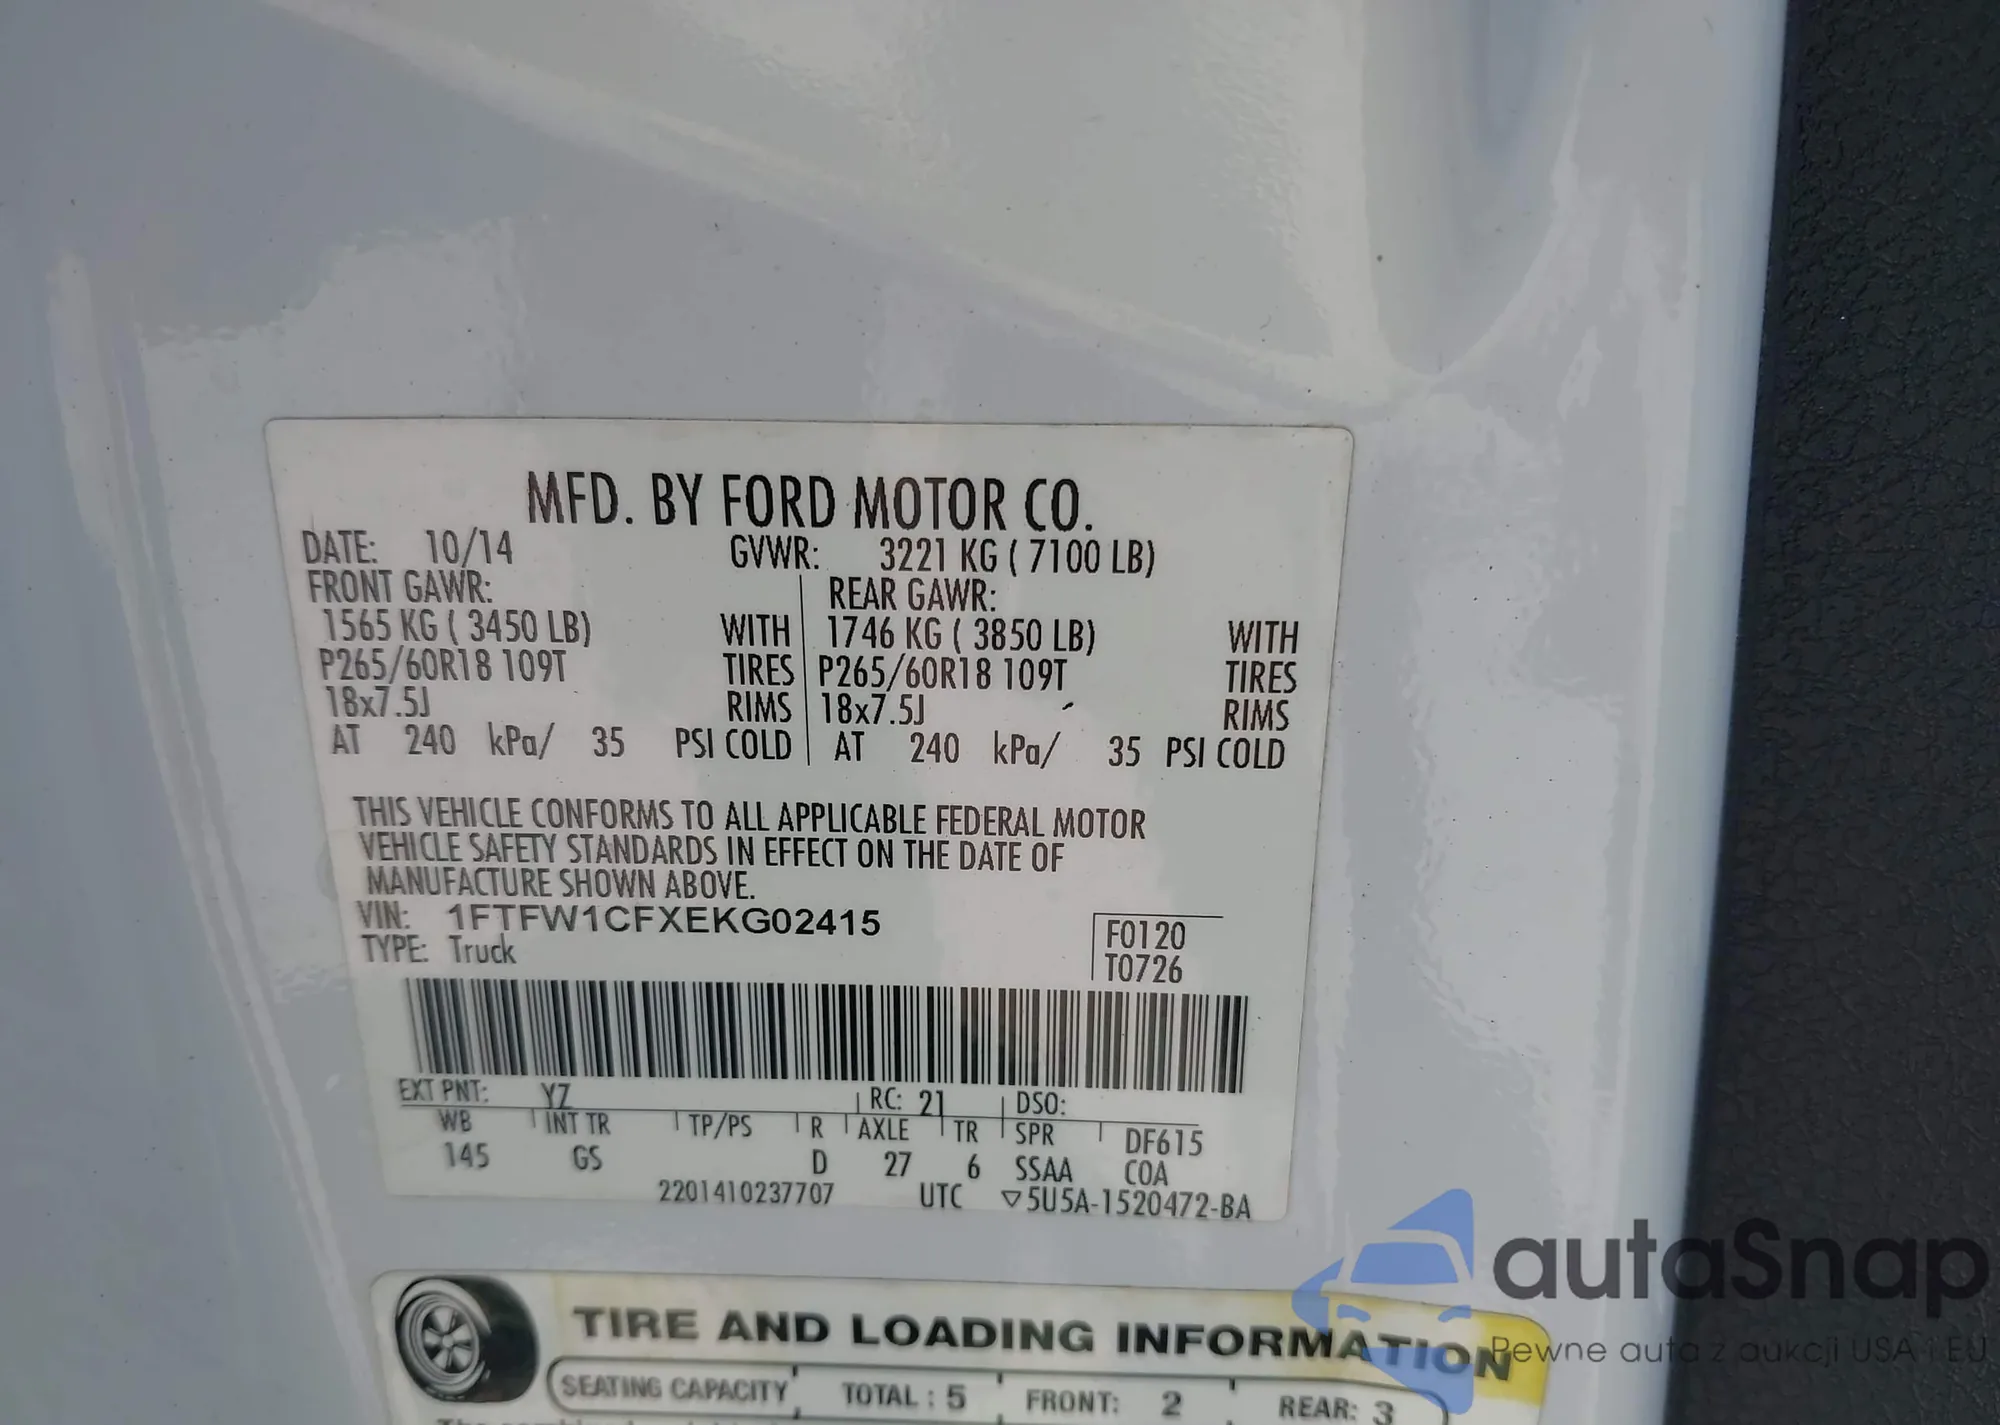 MFD. BY FORD MOTOR CO.
DATE: 10/14 GVWR: 3221 KG ( 7100 LB)
FRONT GAWR: REAR GAWR:
1565 KG ( 3450 LB) WITH 1746 KG ( 3850 LB) WITH
P265/60R18 109T TIRES P265/60R18 109T TIRES
18x7.5J RIMS 18x7.5J RIMS
AT 240 kPa/ 35 PSI COLD AT 240 kPa/ 35 PSI COLD
THIS VEHICLE CONFORMS TO ALL APPLICABLE FEDERAL MOTOR
VEHICLE SAFETY STANDARDS IN EFFECT ON THE DATE OF
MANUFACTURE SHOWN ABOVE.
VIN: 1FTFW1CFXEKG02415
TYPE: Truck
F0120
T0726
EXT PNT: YZ RC: 21 DSO:
WB INT TR TP/PS R AXLE TR SPR DF615
145 GS D 27 6 SSAA COA
2201410237707 UTC ▽5U5A-1520472-BA
TIRE AND LOADING INFORMATION
SEATING CAPACITY TOTAL : 5 FRONT: 2 REAR: 3
autaSnap
Pewne auta z aukcji USA i EU